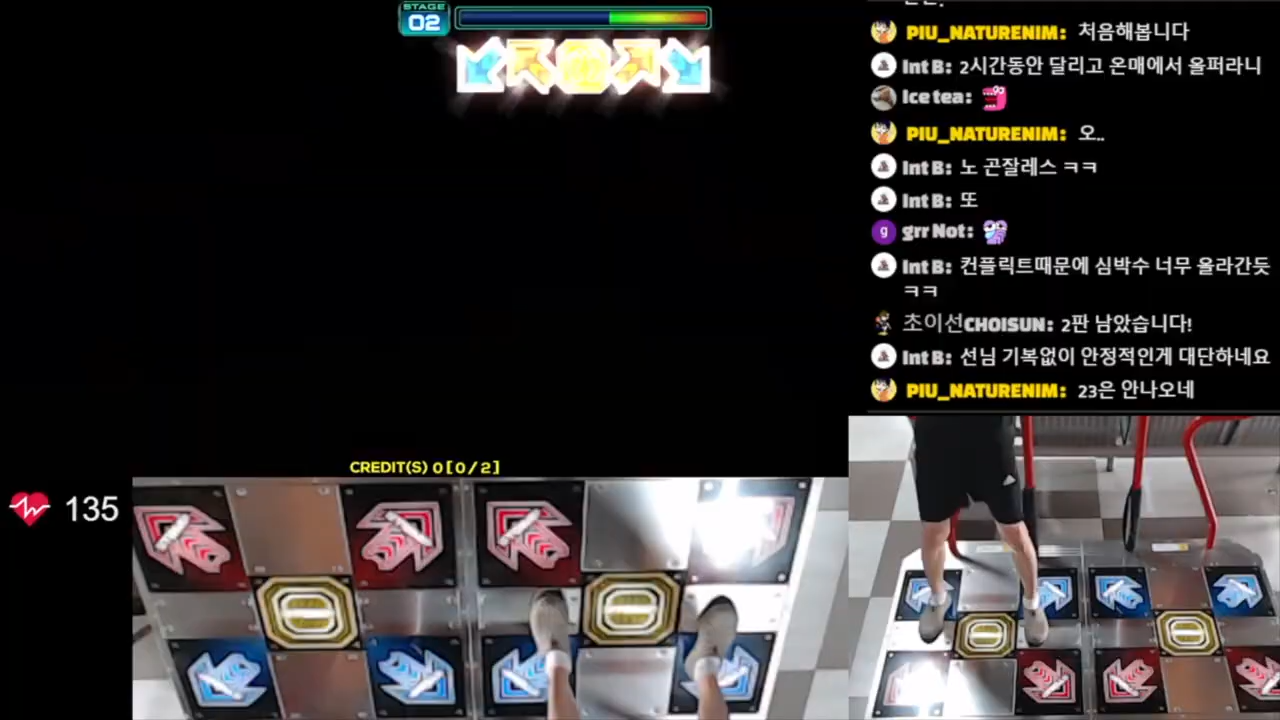 STAGE
02
PIU_NATURENIM: 처음해봅니다
Int B: 2시간동안 달리고 온매에서 올퍼라니
Ice tea:
PIU_NATURENIM: 오..
Int B: 노 곤잘레스 ㅋㅋ
Int B: 또
g grr Not:
Int B: 컨플릭트때문에 심박수 너무 올라간듯
ㅋㅋ
초이선CHOISUN: 2판 남았습니다!
Int B: 선님 기복없이 안정적인게 대단하네요
PIU_NATURENIM: 23은 안나오네
CREDIT(S) 0 [ 0 / 2 ]
135